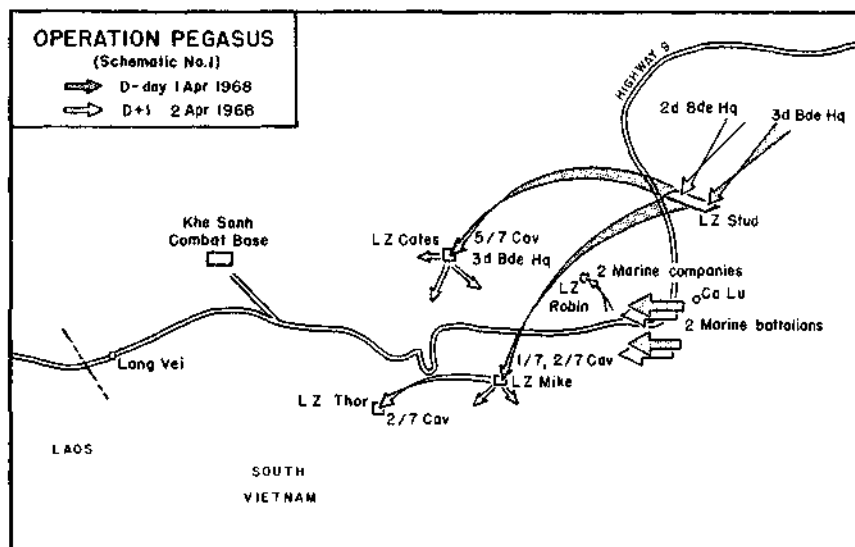 OPERATION PEGASUS
(Schematic No.1)
D-day 1 Apr 1968
D+1 2 Apr 1968
HIGHWAY 9
2d Bde Hq
3d Bde Hq
LZ Stud
Khe Sanh
Combat Base
LZ Cates
5/7 Cav
3d Bde Hq
2 Marine companies
LZ
Robin
Ca Lu
2 Marine battalions
1/7, 2/7 Cav
LZ Mike
Lang Vei
LZ Thor
2/7 Cav
LAOS
SOUTH
VIETNAM